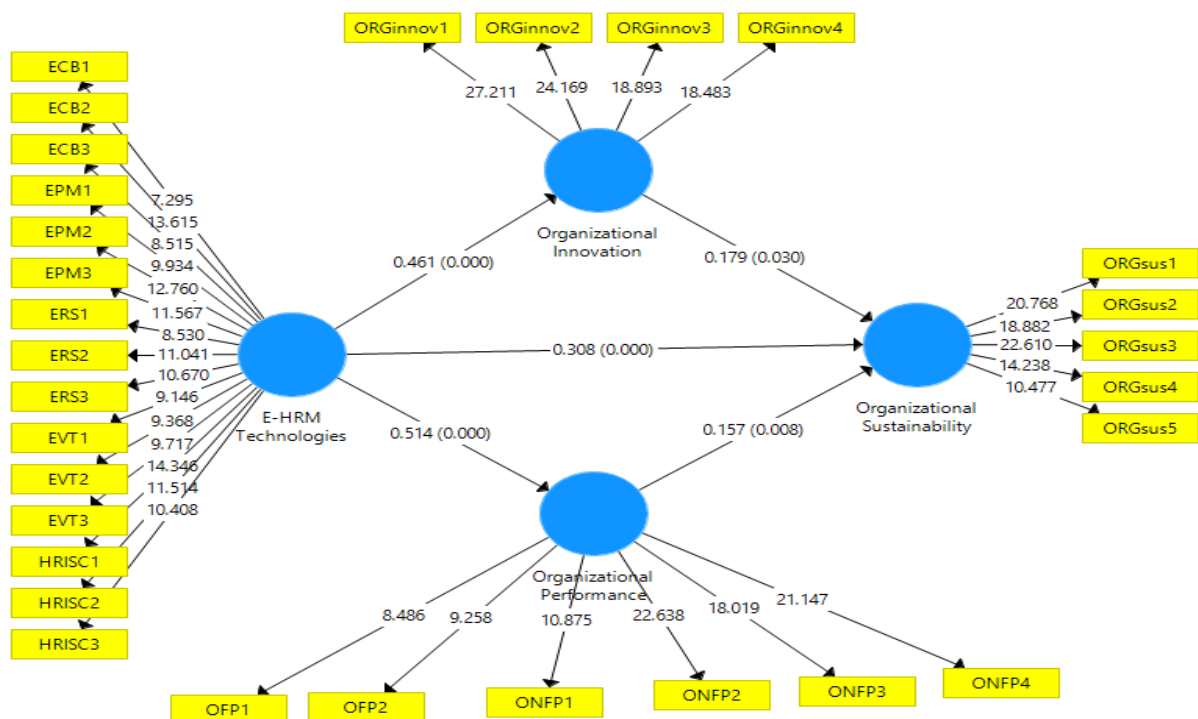 ORGinnov1
ORGinnov2
ORGinnov3
ORGinnov4
27.211
24.169
18.893
18.483
ECB1
ECB2
ECB3
EPM1
EPM2
EPM3
ERS1
ERS2
ERS3
EVT1
EVT2
EVT3
HRISC1
HRISC2
HRISC3
7.295
13.615
8.515
9.934
12.760
11.567
8.530
11.041
10.670
9.146
9.368
9.717
14.346
11.514
10.408
E-HRM
Technologies
0.461 (0.000)
Organizational
Innovation
0.179 (0.030)
0.308 (0.000)
0.514 (0.000)
0.157 (0.008)
Organizational
Sustainability
20.768
18.882
22.610
14.238
10.477
ORGsus1
ORGsus2
ORGsus3
ORGsus4
ORGsus5
Organizational
Performance
8.486
9.258
10.875
22.638
18.019
21.147
OFP1
OFP2
ONFP1
ONFP2
ONFP3
ONFP4